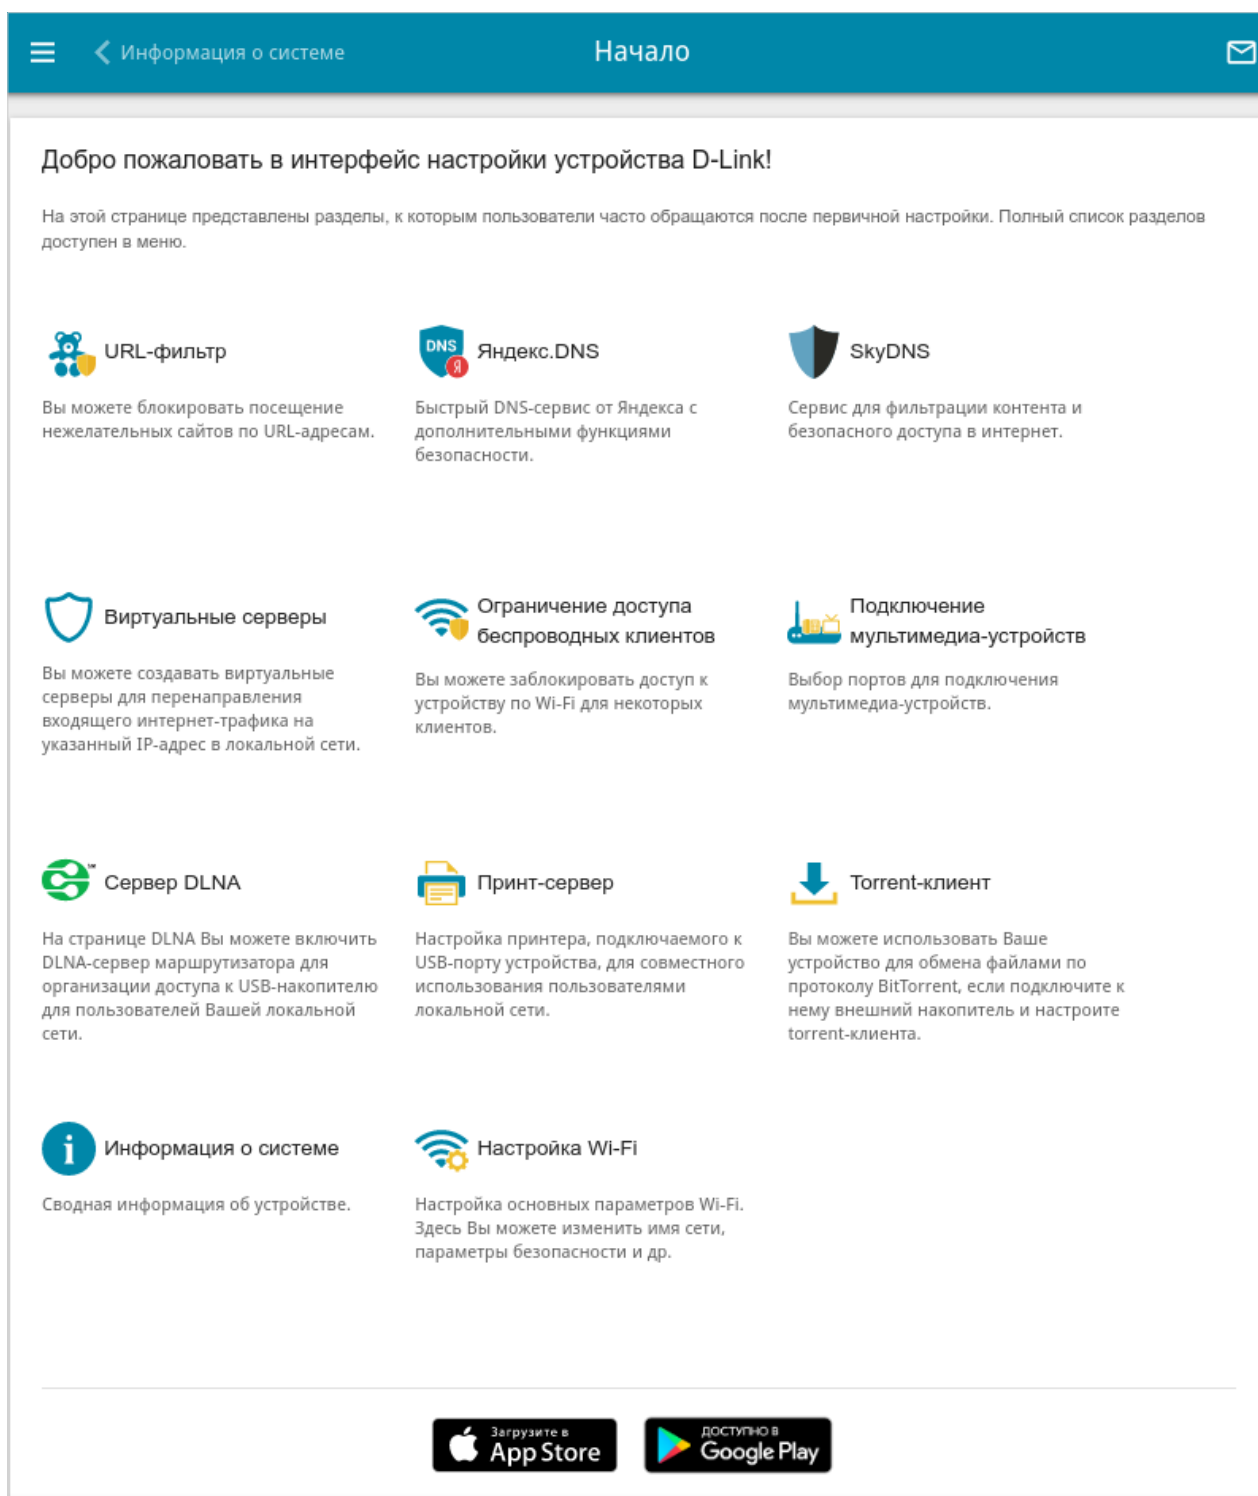 Информация о системе
Начало
Добро пожаловать в интерфейс настройки устройства D-Link!
На этой странице представлены разделы, к которым пользователи часто обращаются после первичной настройки. Полный список разделов
доступен в меню.
URL-фильтр
Вы можете блокировать посещение
нежелательных сайтов по URL-адресам.
DNS
Я
Яндекс.DNS
Быстрый DNS-сервис от Яндекса с
дополнительными функциями
безопасности.
SkyDNS
Сервис для фильтрации контента и
безопасного доступа в интернет.
Виртуальные серверы
Вы можете создавать виртуальные
серверы для перенаправления
входящего интернет-трафика на
указанный IP-адрес в локальной сети.
Ограничение доступа
беспроводных клиентов
Вы можете заблокировать доступ к
устройству по Wi-Fi для некоторых
клиентов.
Подключение
мультимедиа-устройств
Выбор портов для подключения
мультимедиа-устройств.
Сервер DLNA
На странице DLNA Вы можете включить
DLNA-сервер маршрутизатора для
организации доступа к USB-накопителю
для пользователей Вашей локальной
сети.
Принт-сервер
Настройка принтера, подключаемого к
USB-порту устройства, для совместного
использования пользователями
локальной сети.
Torrent-клиент
Вы можете использовать Ваше
устройство для обмена файлами по
протоколу BitTorrent, если подключите к
нему внешний накопитель и настроите
torrent-клиента.
i
Информация о системе
Сводная информация об устройстве.
Настройка Wi-Fi
Настройка основных параметров Wi-Fi.
Здесь Вы можете изменить имя сети,
параметры безопасности и др.
Загрузите в
App Store
ДОСТУПНО В
Google Play